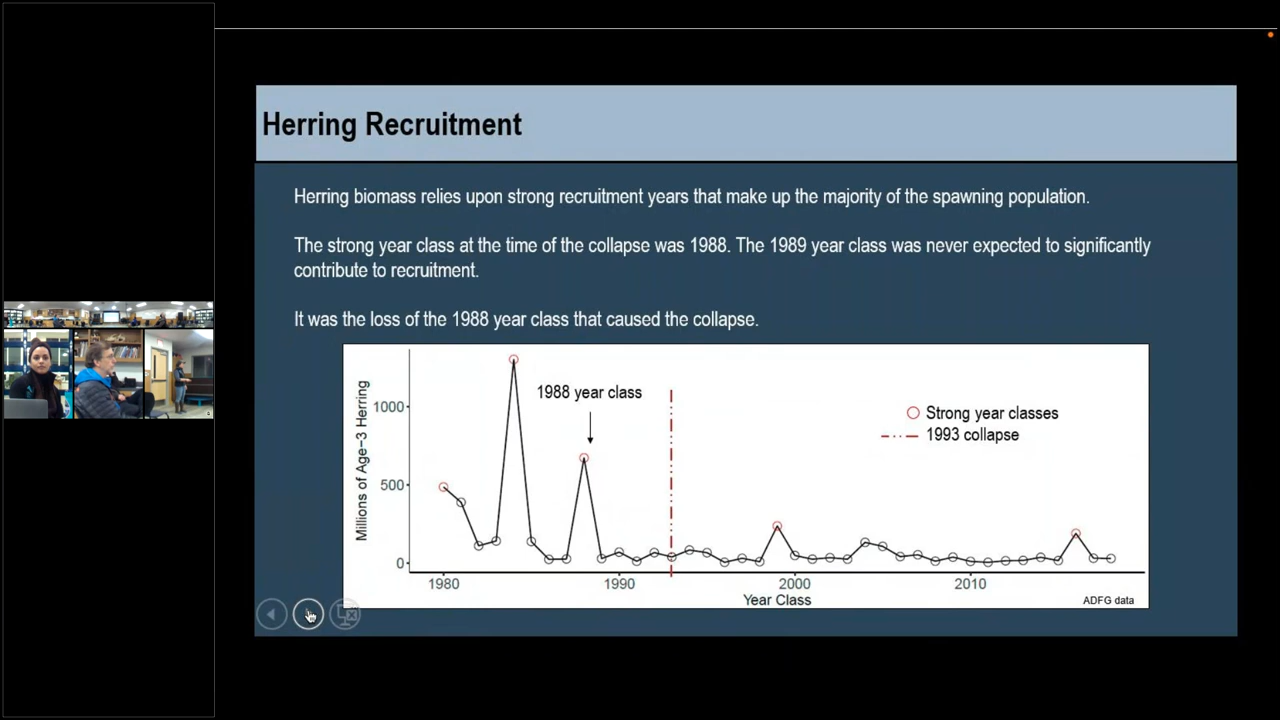 Herring Recruitment
Herring biomass relies upon strong recruitment years that make up the majority of the spawning population.
The strong year class at the time of the collapse was 1988. The 1989 year class was never expected to significantly
contribute to recruitment.
It was the loss of the 1988 year class that caused the collapse.
Millions of Age-3 Herring
1000
500
0
1988 year class
Strong year classes
1993 collapse
1980
1990
2000
2010
Year Class
ADFG data